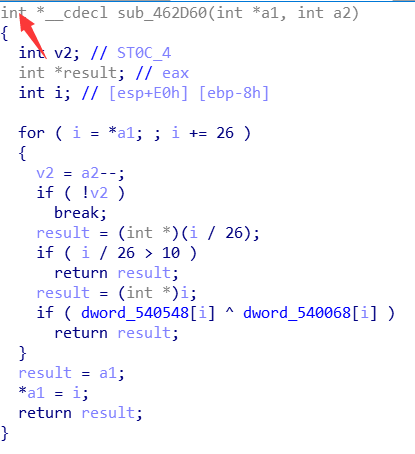 int *__cdecl sub_462D60(int *a1, int a2)
{
  int v2; // ST0C_4
  int *result; // eax
  int i; // [esp+E0h] [ebp-8h]

  for ( i = *a1; ; i += 26 )
  {
    v2 = a2--;
    if ( !v2 )
      break;
    result = (int *)(i / 26);
    if ( i / 26 > 10 )
      return result;
    result = (int *)i;
    if ( dword_540548[i] ^ dword_540068[i] )
      return result;
  }
  result = a1;
  *a1 = i;
  return result;
}